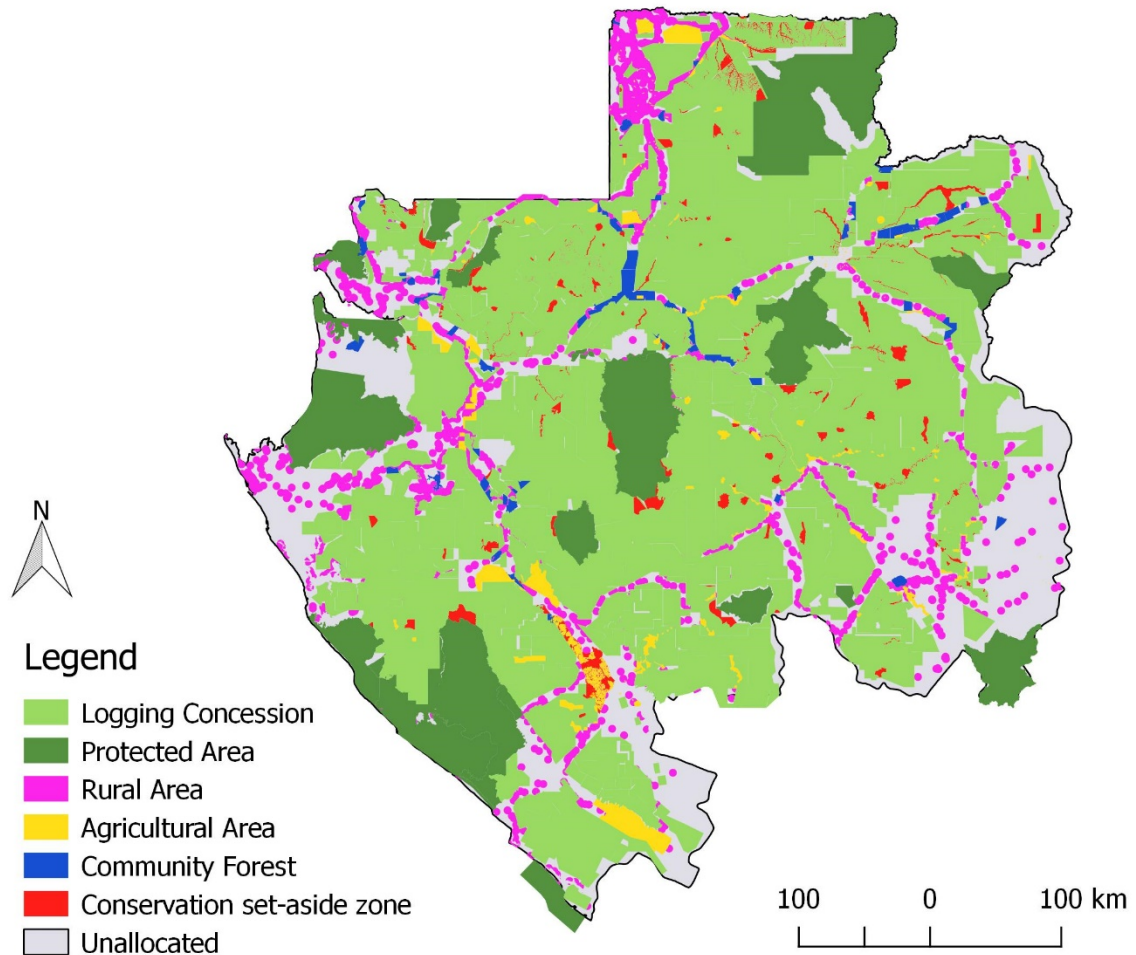 N
Legend
Logging Concession
Protected Area
Rural Area
Agricultural Area
Community Forest
Conservation set-aside zone
Unallocated
100 0 100 km